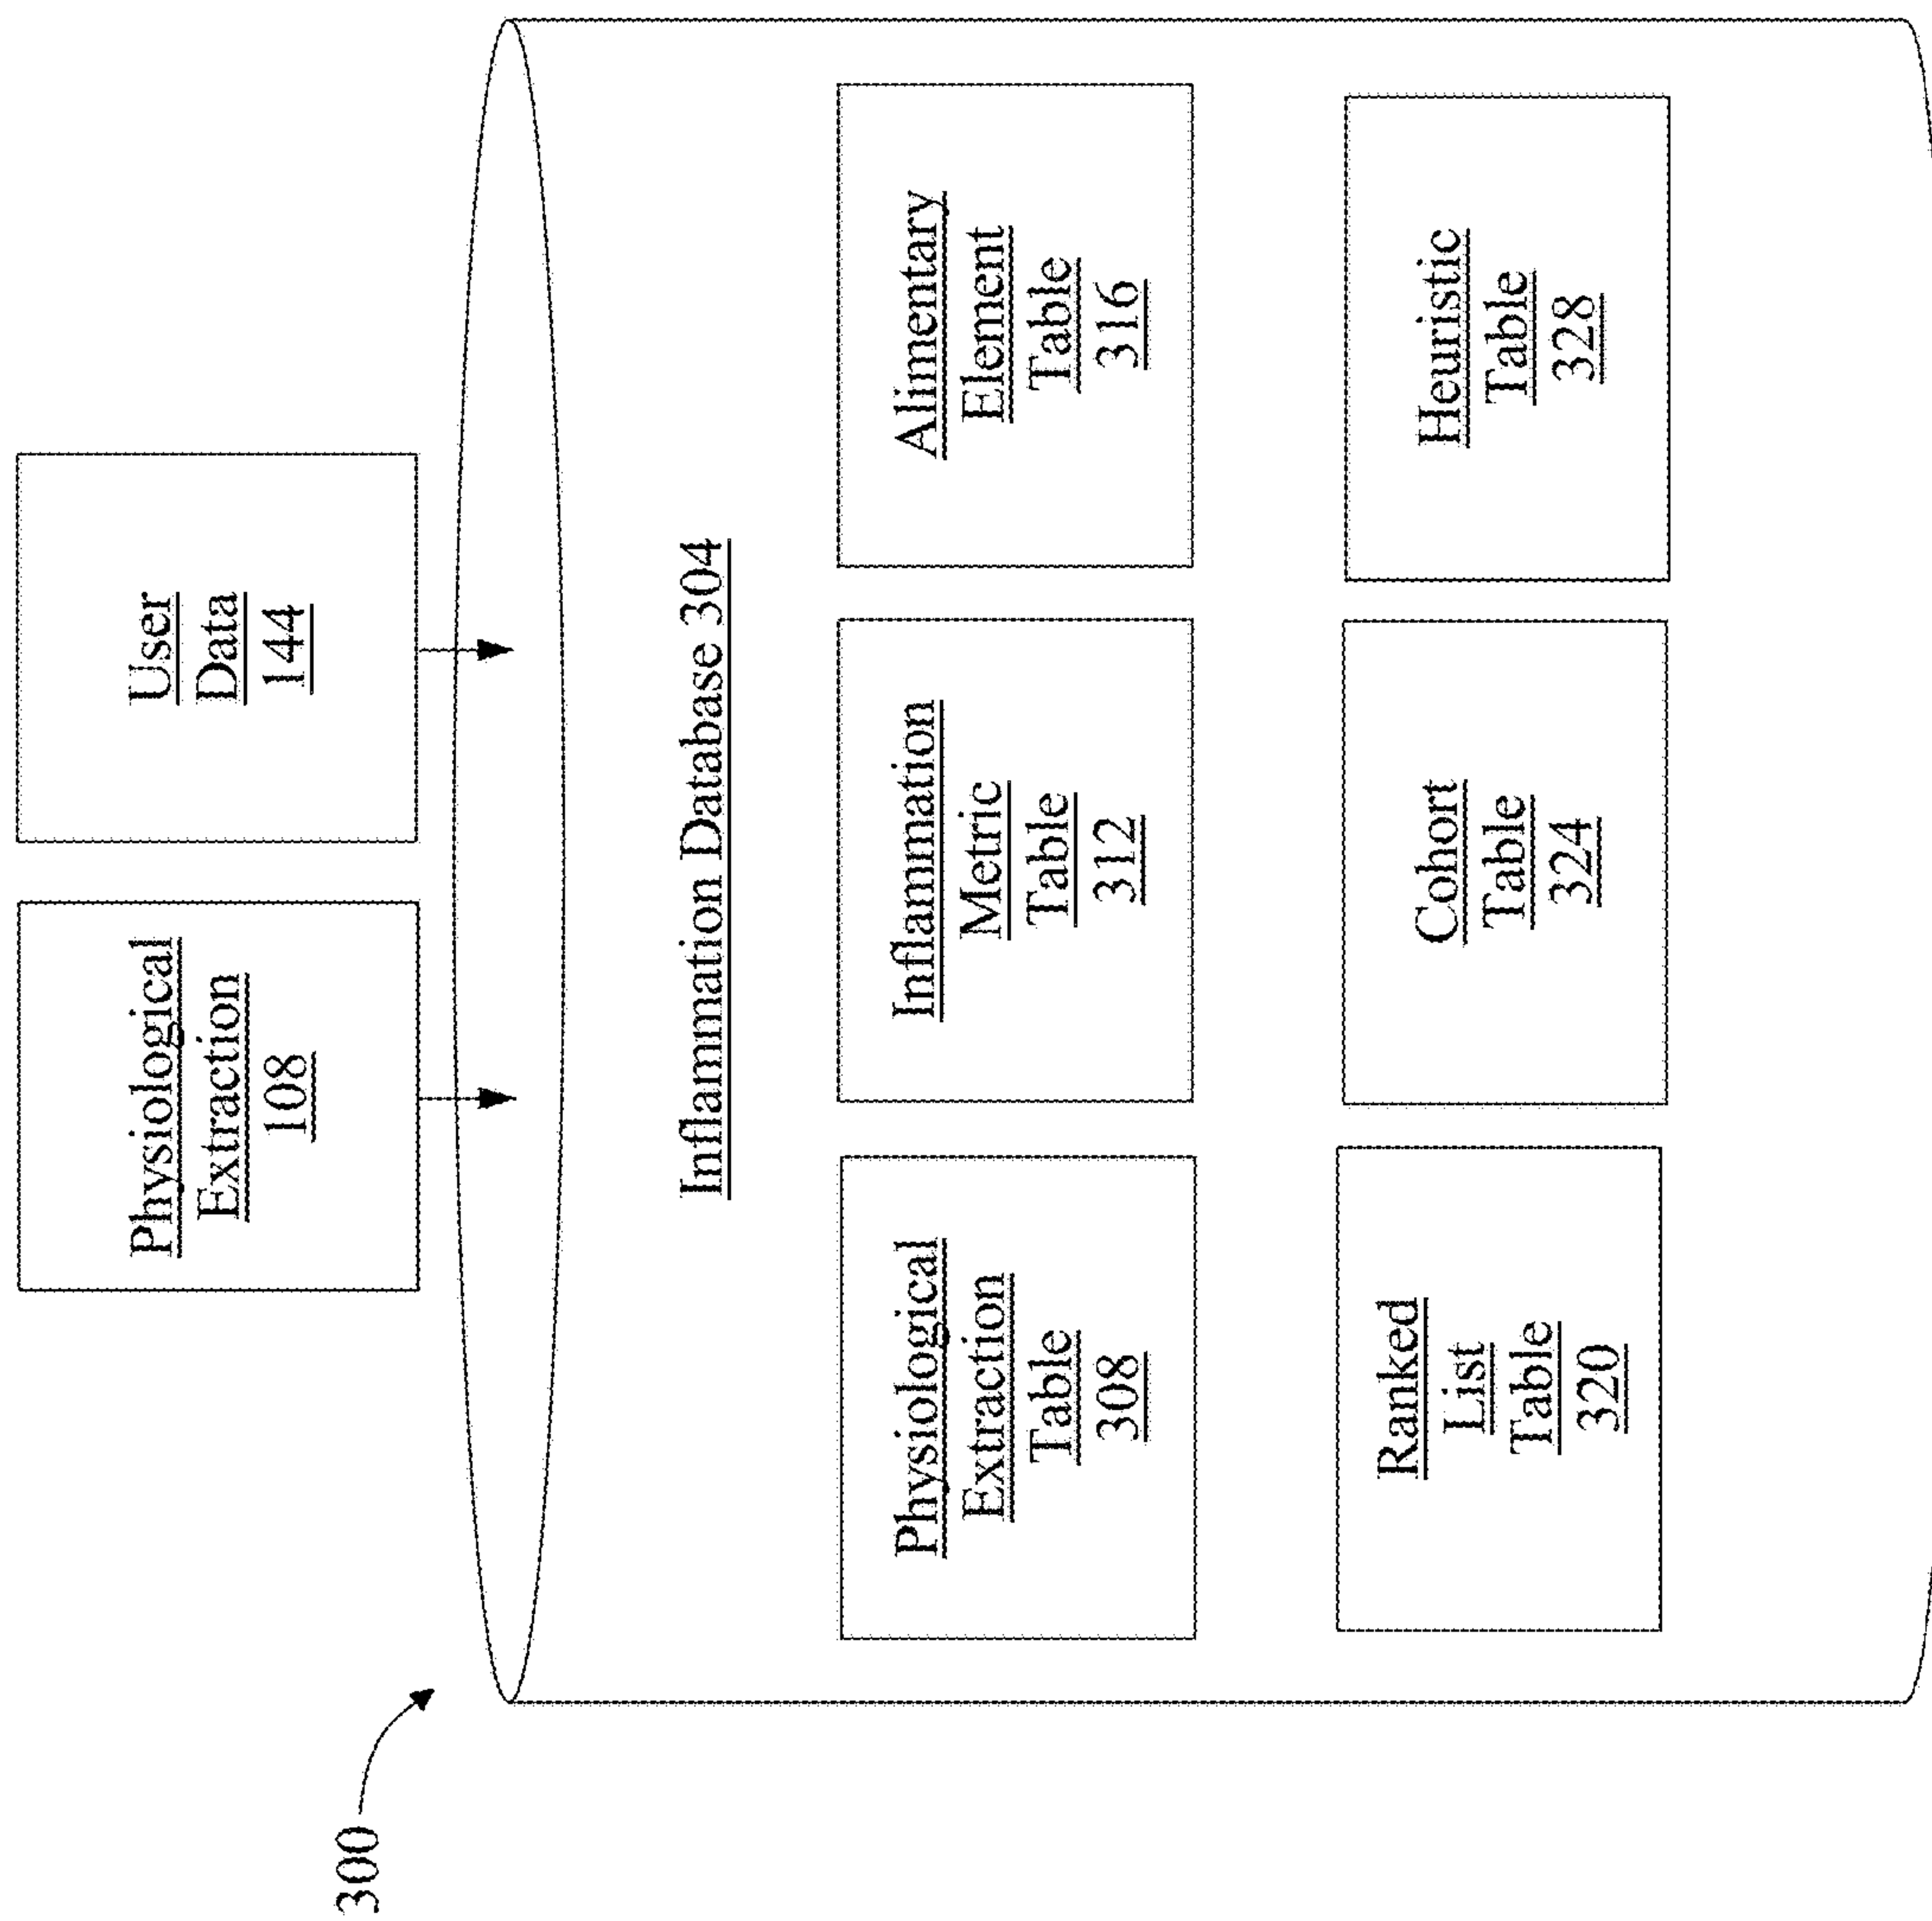 300
Physiological
Extraction
108
User
Data
144
Inflammation Database 304
Physiological
Extraction
Table
308
Inflammation
Metric
Table
312
Alimentary
Element
Table
316
Ranked
List
Table
320
Cohort
Table
324
Heuristic
Table
328